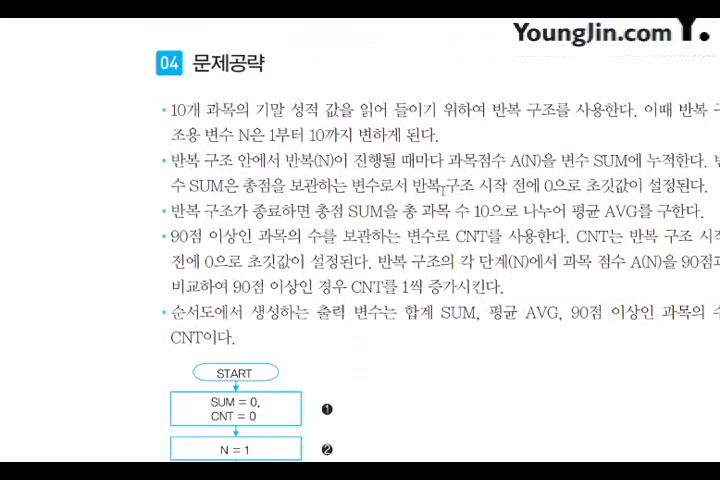 YoungJin.com Y.
04 문제공략
• 10개 과목의 기말 성적 값을 읽어 들이기 위하여 반복 구조를 사용한다. 이때 반복
조용 변수 N은 1부터 10까지 변하게 된다.
• 반복 구조 안에서 반복(N)이 진행될 때마다 과목점수 A(N)을 변수 SUM에 누적한다.
수 SUM은 총점을 보관하는 변수로서 반복 구조 시작 전에 0으로 초깃값이 설정된다.
• 반복 구조가 종료하면 총점 SUM을 총 과목 수 10으로 나누어 평균 AVG를 구한다.
• 90점 이상인 과목의 수를 보관하는 변수로 CNT를 사용한다. CNT는 반복 구조 시작
전에 0으로 초깃값이 설정된다. 반복 구조의 각 단계(N)에서 과목 점수 A(N)을 90점과
비교하여 90점 이상인 경우 CNT를 1씩 증가시킨다.
• 순서도에서 생성하는 출력 변수는 합계 SUM, 평균 AVG, 90점 이상인 과목의 수
CNT이다.
START
SUM = 0,
CNT = 0
❶
N = 1
❷